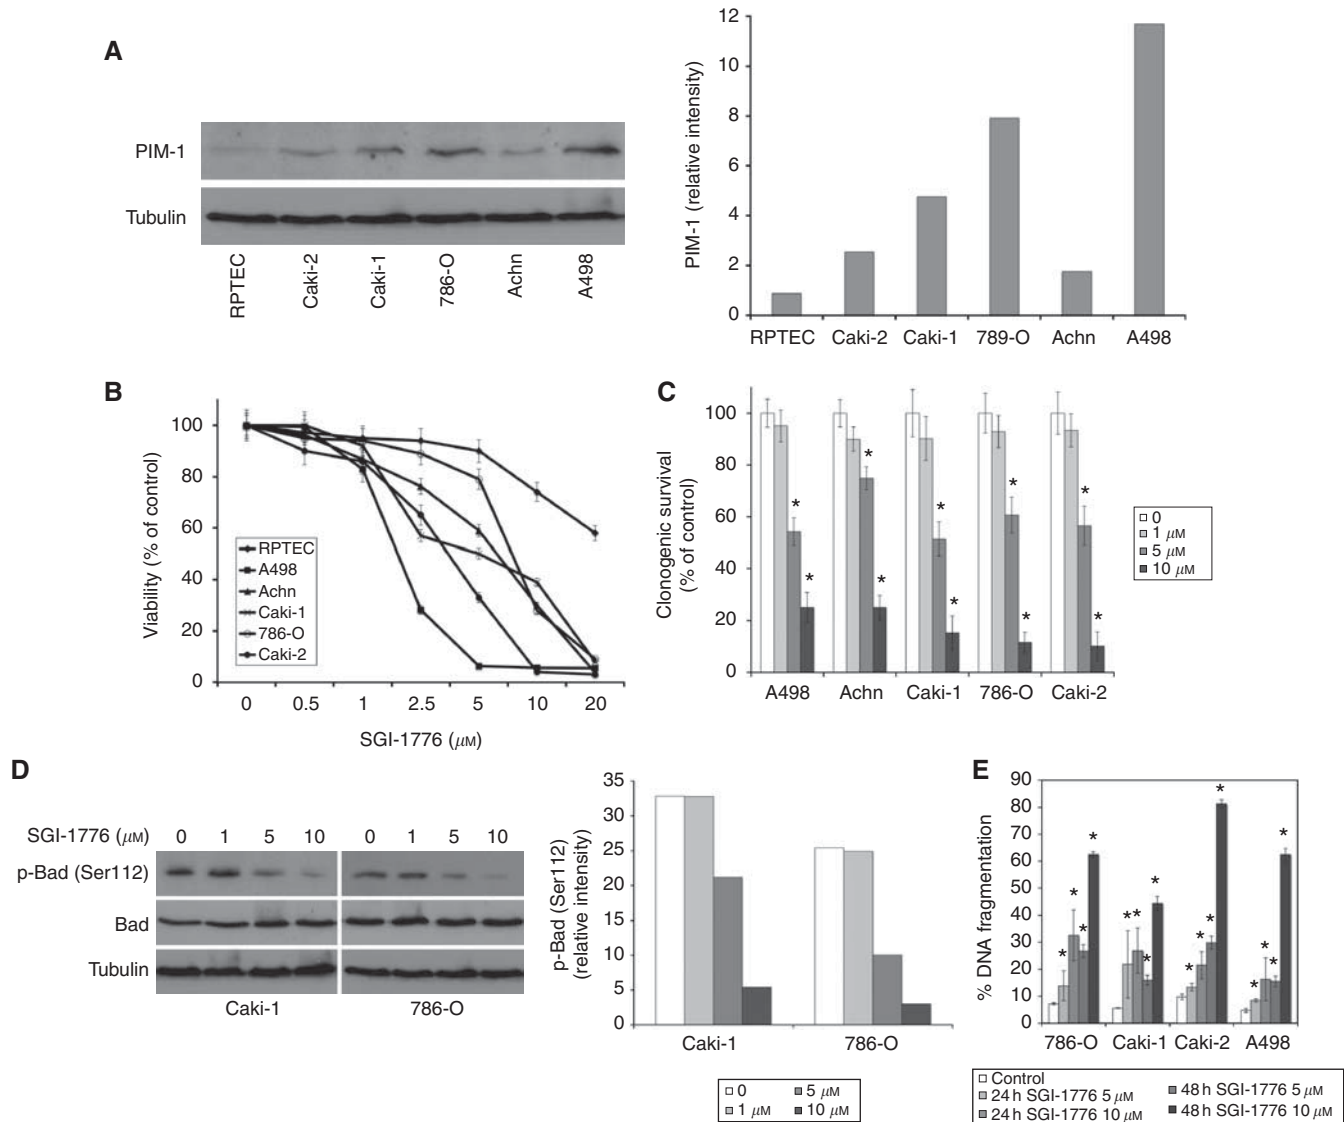 A
PIM-1
Tubulin
RPTEC
Caki-2
Caki-1
786-O
Achn
A498
PIM-1 (relative intensity)
12
10
8
6
4
2
0
RPTEC Caki-2 Caki-1 789-O Achn A498
B
Viability (% of control)
100
80
60
40
20
0
RPTEC
A498
Achn
Caki-1
786-O
Caki-2
0 0.5 1 2.5 5 10 20
SGI-1776 (μM)
C
Clonogenic survival
(% of control)
100
80
60
40
20
0
* * * * * * * * * *
A498 Achn Caki-1 786-O Caki-2
0
1 μM
5 μM
10 μM
D
SGI-1776 (μM) 0 1 5 10 0 1 5 10
p-Bad (Ser112)
Bad
Tubulin
Caki-1 786-O
p-Bad (Ser112)
(relative intensity)
35
30
25
20
15
10
5
0
Caki-1 786-O
0
1 μM
5 μM
10 μM
E
% DNA fragmentation
90
80
70
60
50
40
30
20
10
0
* * * * * * * * * * * * * * * *
786-O Caki-1 Caki-2 A498
Control
24 h SGI-1776 5 μM
24 h SGI-1776 10 μM
48 h SGI-1776 5 μM
48 h SGI-1776 10 μM